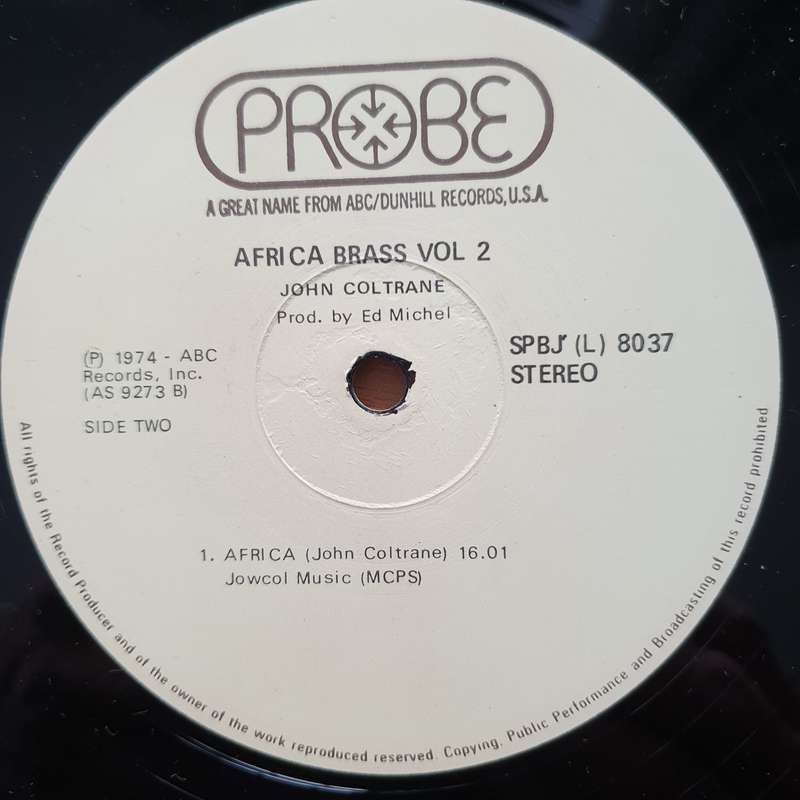 PROBE
A GREAT NAME FROM ABC/DUNHILL RECORDS, U.S.A.
AFRICA BRASS VOL 2
JOHN COLTRANE
Prod. by Ed Michel
Ⓟ 1974 - ABC
Records, Inc.
(AS 9273 B)
SIDE TWO
SPBJ (L) 8037
STEREO
1. AFRICA (John Coltrane) 16.01
Jowcol Music (MCPS)
All rights of the Record Producer and of the owner of the work reproduced reserved. Copying, Public Performance and Broadcasting of this record prohibited